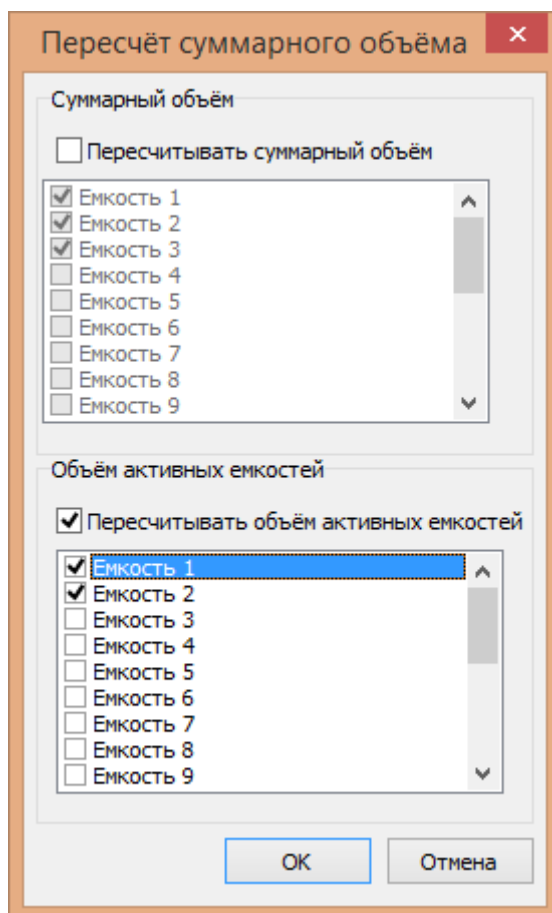 Пересчёт суммарного объёма
Суммарный объём
Пересчитывать суммарный объём
Емкость 1
Емкость 2
Емкость 3
Емкость 4
Емкость 5
Емкость 6
Емкость 7
Емкость 8
Емкость 9
Объём активных емкостей
Пересчитывать объём активных емкостей
Емкость 1
Емкость 2
Емкость 3
Емкость 4
Емкость 5
Емкость 6
Емкость 7
Емкость 8
Емкость 9
OK Отмена